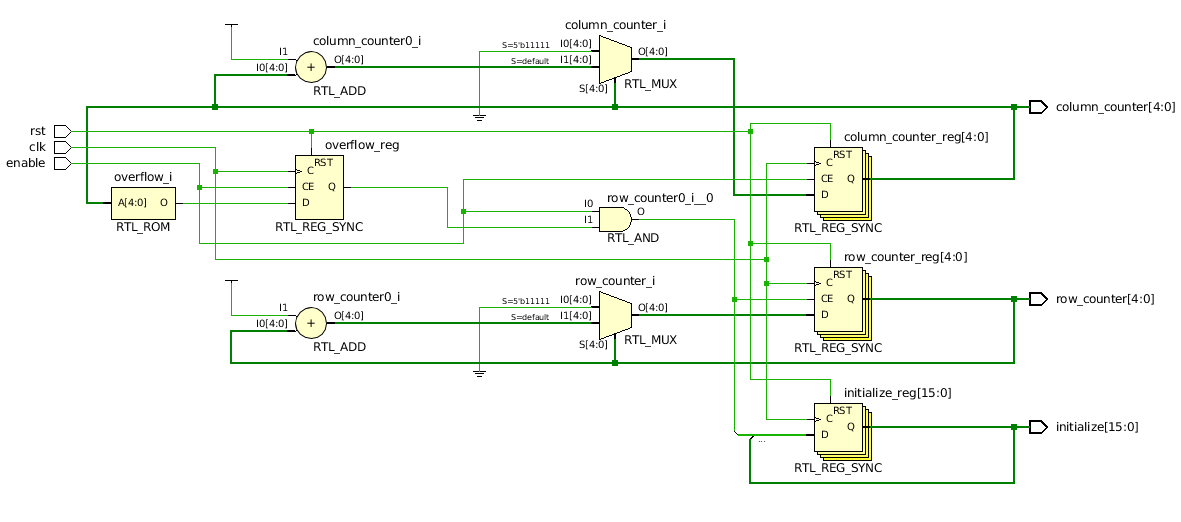 column_counter_i
column_counter0_i
I1
I0[4:0]
+
O[4:0]
RTL_ADD
S=5'b11111
I0[4:0]
S=default
I1[4:0]
O[4:0]
S[4:0]
RTL_MUX
column_counter[4:0]
rst
clk
enable
overflow_i
A[4:0]
O
RTL_ROM
overflow_reg
RST
C
CE
Q
D
RTL_REG_SYNC
row_counter0_i__0
I0
I1
O
RTL_AND
column_counter_reg[4:0]
RST
C
CE
Q
D
RTL_REG_SYNC
row_counter0_i
I1
I0[4:0]
+
O[4:0]
RTL_ADD
row_counter_i
S=5'b11111
I0[4:0]
S=default
I1[4:0]
O[4:0]
S[4:0]
RTL_MUX
row_counter_reg[4:0]
RST
C
CE
Q
D
RTL_REG_SYNC
row_counter[4:0]
initialize_reg[15:0]
RST
C
Q
D
...
RTL_REG_SYNC
initialize[15:0]